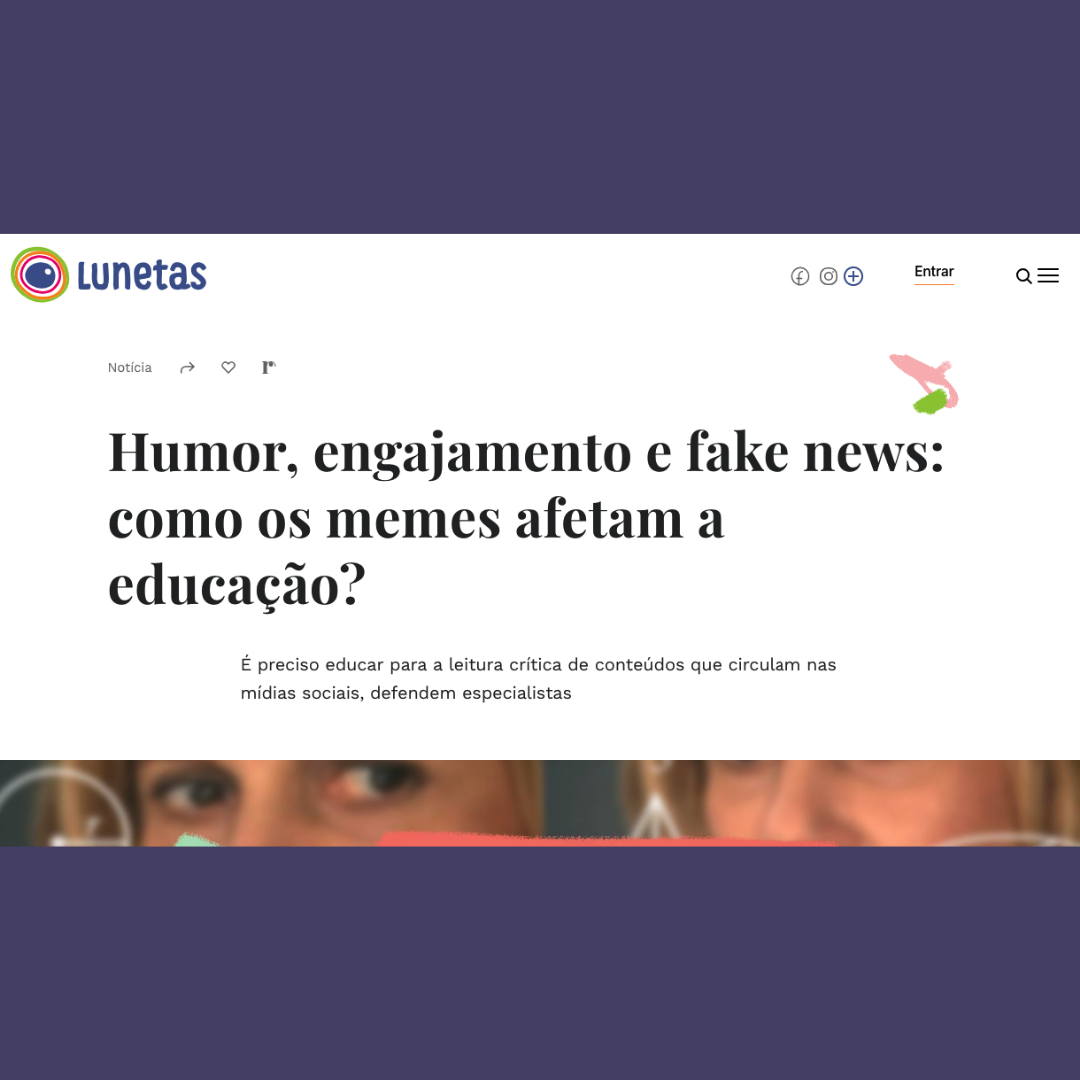 Lunetas
Entrar
Notícia
Humor, engajamento e fake news:
como os memes afetam a
educação?
É preciso educar para a leitura crítica de conteúdos que circulam nas
mídias sociais, defendem especialistas